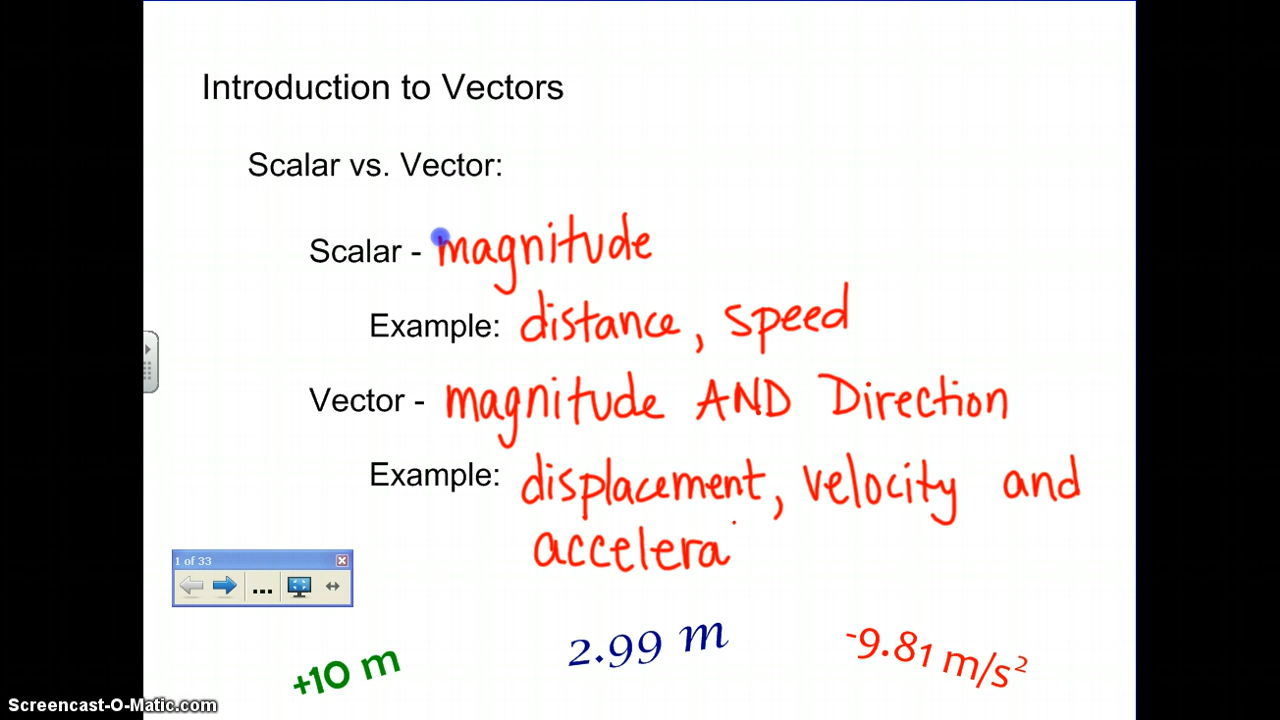 Introduction to Vectors
Scalar vs. Vector:
Scalar - magnitude
Example: distance, speed
Vector - magnitude AND Direction
Example: displacement, velocity and
accelera
1 of 33
...
+10 m 2.99 m -9.81 m/s²
Screencast-O-Matic.com